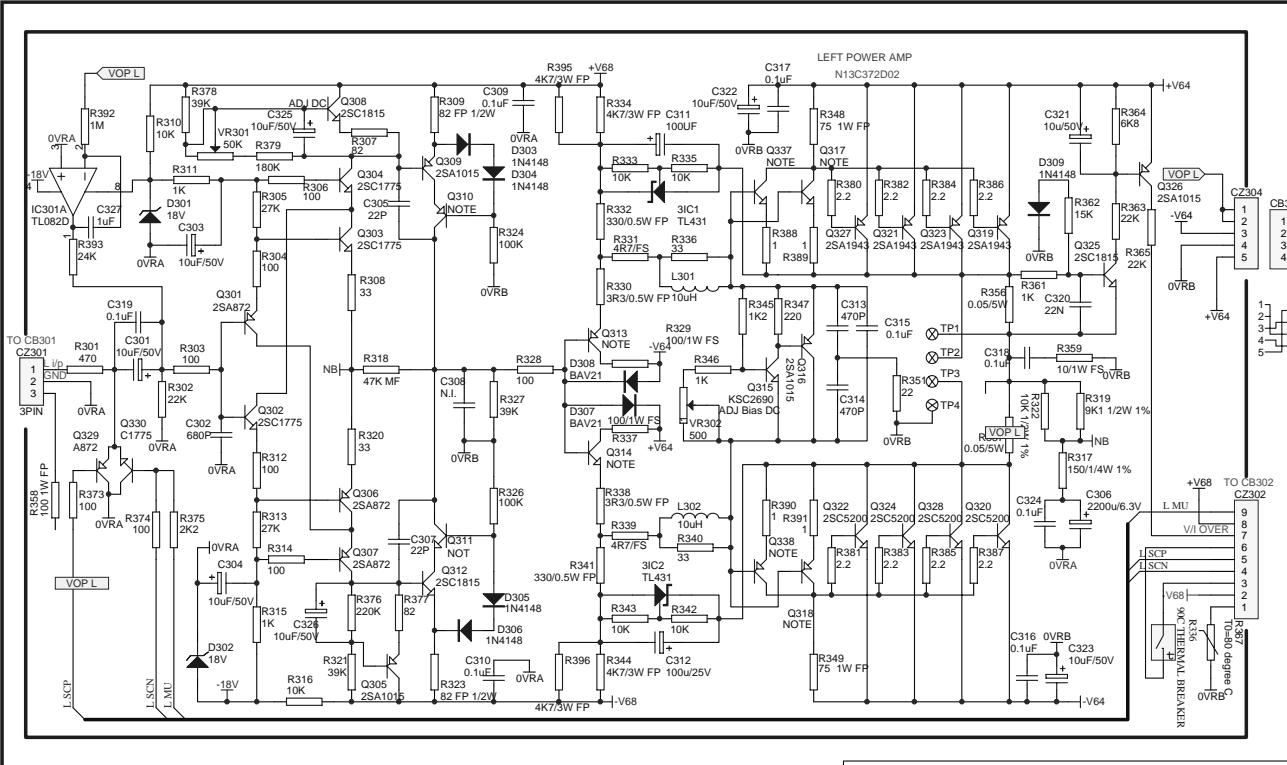 LEFT POWER AMP
N13C372D02
VOP L
R392
1M
0VRA
-18V
IC301A
TL082D
C327
1uF
R393
24K
R310
10K
R378
39K
VR301
50K
R311
1K
D301
18V
C303
10uF/50V
0VRA
R379
180K
C325
10uF/50V
ADJ DC
Q308
2SC1815
R307
82
R306
100
Q304
2SC1775
C305
22P
R305
27K
Q303
2SC1775
R304
100
R308
33
Q301
2SA872
R309
82 FP 1/2W
Q309
2SA1015
Q310
NOTE
C309
0.1uF
0VRA
D303
1N4148
D304
1N4148
R324
100K
0VRB
R395
4K7/3W FP
+V68
R334
4K7/3W FP
C311
100UF
R333
10K
R335
10K
3IC1
TL431
R332
330/0.5W FP
R331
4R7/FS
R336
33
L301
10uH
R330
3R3/0.5W FP
Q313
NOTE
R329
100/1W FS
-V64
D308
BAV21
D307
BAV21
100/1W FS
R337
+V64
Q314
NOTE
R338
3R3/0.5W FP
R339
4R7/FS
L302
10uH
R340
33
R341
330/0.5W FP
3IC2
TL431
R343
10K
R342
10K
C312
100u/25V
R344
4K7/3W FP
R396
4K7/3W FP
-V68
C322
10uF/50V
C317
0.1uF
0VRB
R348
75 1W FP
Q337
NOTE
Q317
NOTE
R388
1
1
R389
R380
2.2
R382
2.2
R384
2.2
R386
2.2
Q327
2SA1943
Q321
2SA1943
Q323
2SA1943
Q319
2SA1943
R345
1K2
R347
220
C313
470P
C315
0.1uF
R346
1K
Q315
KSC2690
ADJ Bias DC
Q316
2SA1015
VR302
500
C314
470P
R351
22
0VRB
TP1
TP2
TP3
TP4
R356
0.05/5W
R361
1K
C318
0.1uF
R359
10/1W FS
0VRB
R322
10K 1/2W 1%
VOP L
0.05/5W
R319
9K1 1/2W 1%
NB
R317
150/1/4W 1%
C324
0.1uF
C306
2200u/6.3V
0VRA
C321
10u/50V
D309
1N4148
0VRB
R362
15K
R364
6K8
R363
22K
Q325
2SC1815
C320
22N
Q326
2SA1015
R365
22K
+V64
VOP L
CZ304
1
2
3
4
5
-V64
0VRB
+V64
TO CB301
CZ301
1
2
3
L i/p
GND
3PIN
R301
470
0VRA
C319
0.1uF
C301
10uF/50V
R302
22K
0VRA
R303
100
C302
680P
0VRA
Q302
2SC1775
Q329
A872
Q330
C1775
R358
100 1W FP
R373
100
0VRA
R374
100
R375
2K2
VOP L
L SCP
L SCN
L MU
R312
100
R313
27K
R314
100
R315
1K
0VRA
C304
10uF/50V
D302
18V
-18V
R316
10K
NB
R318
47K MF
R320
33
Q306
2SA872
Q307
2SA872
C307
22P
C326
10uF/50V
R376
220K
R377
82
R321
39K
Q305
2SA1015
Q311
NOT
Q312
2SC1815
R323
82 FP 1/2W
C310
0.1uF
0VRA
D305
1N4148
D306
1N4148
C308
N.I.
0VRB
R327
39K
R326
100K
R328
100
R390
1
R391
1
Q338
NOTE
Q318
NOTE
R349
75 1W FP
Q322
2SC5200
Q324
2SC5200
Q328
2SC5200
Q320
2SC5200
R381
2.2
R383
2.2
R385
2.2
R387
2.2
C316
0.1uF
0VRB
C323
10uF/50V
-V64
TO CB302
CZ302
9
8
7
6
5
4
3
2
1
L MU
+V68
V/I OVER
L SCP
L SCN
-V68
90C THERMAL BREAKER
R336
R367
T0=80 degree C
0VRB